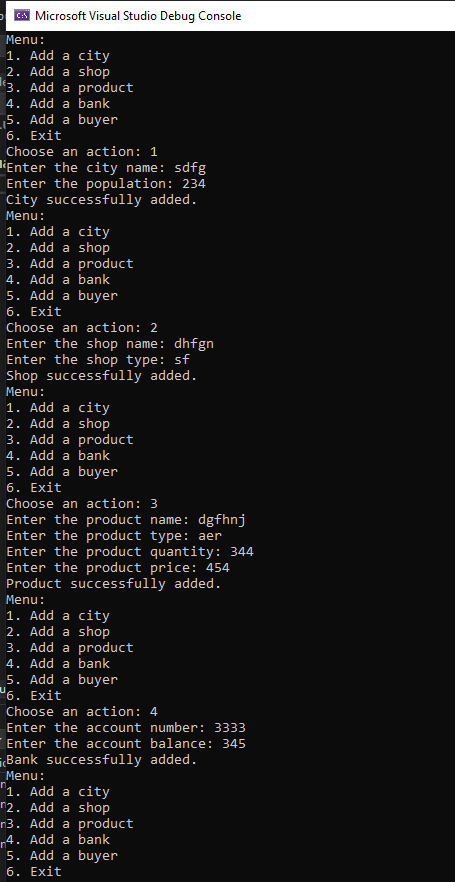 Microsoft Visual Studio Debug Console
Menu:
1. Add a city
2. Add a shop
3. Add a product
4. Add a bank
5. Add a buyer
6. Exit
Choose an action: 1
Enter the city name: sdfg
Enter the population: 234
City successfully added.
Menu:
1. Add a city
2. Add a shop
3. Add a product
4. Add a bank
5. Add a buyer
6. Exit
Choose an action: 2
Enter the shop name: dhfgn
Enter the shop type: sf
Shop successfully added.
Menu:
1. Add a city
2. Add a shop
3. Add a product
4. Add a bank
5. Add a buyer
6. Exit
Choose an action: 3
Enter the product name: dgfhnj
Enter the product type: aer
Enter the product quantity: 344
Enter the product price: 454
Product successfully added.
Menu:
1. Add a city
2. Add a shop
3. Add a product
4. Add a bank
5. Add a buyer
6. Exit
Choose an action: 4
Enter the account number: 3333
Enter the account balance: 345
Bank successfully added.
Menu:
1. Add a city
2. Add a shop
3. Add a product
4. Add a bank
5. Add a buyer
6. Exit